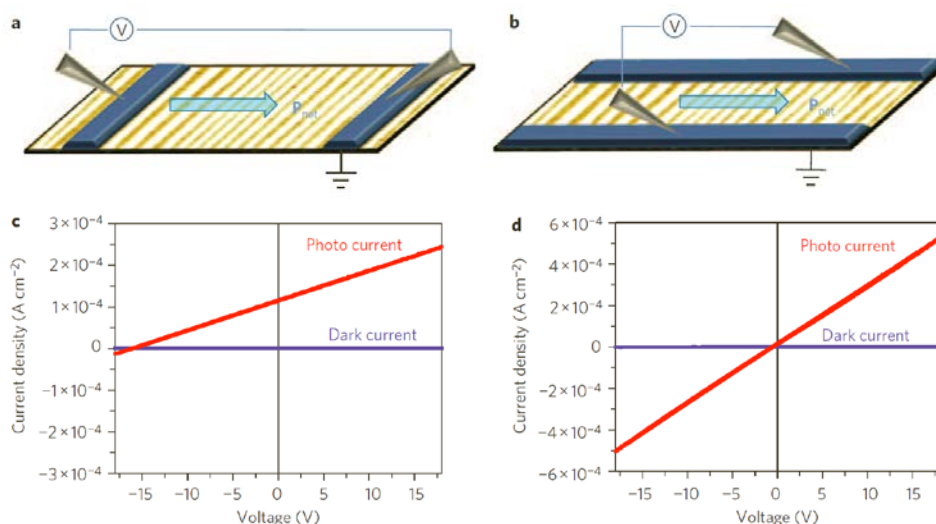 a
V
P_net
b
V
P_net
c
3×10⁻⁴
2×10⁻⁴
1×10⁻⁴
0
−1×10⁻⁴
−2×10⁻⁴
−3×10⁻⁴
Current density (A cm⁻²)
Photo current
Dark current
−15 −10 −5 0 5 10 15
Voltage (V)
d
6×10⁻⁴
4×10⁻⁴
2×10⁻⁴
0
−2×10⁻⁴
−4×10⁻⁴
−6×10⁻⁴
Current density (A cm⁻²)
Photo current
Dark current
−15 −10 −5 0 5 10 15
Voltage (V)